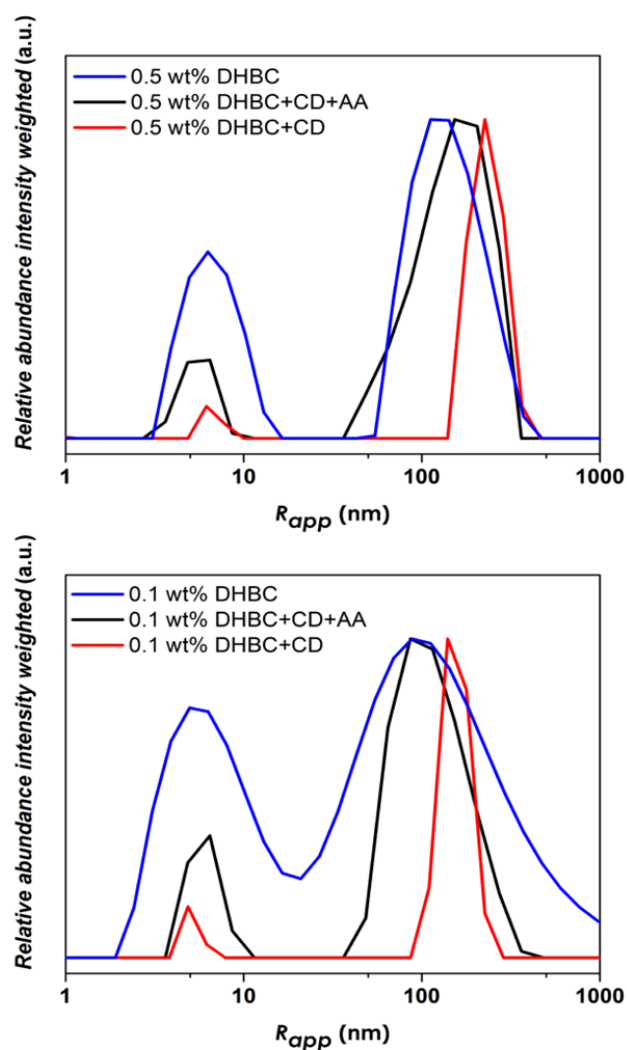 Relative abundance intensity weighted (a.u.)
0.5 wt% DHBC
0.5 wt% DHBC+CD+AA
0.5 wt% DHBC+CD
1 10 100 1000
Rapp (nm)
Relative abundance intensity weighted (a.u.)
0.1 wt% DHBC
0.1 wt% DHBC+CD+AA
0.1 wt% DHBC+CD
1 10 100 1000
Rapp (nm)